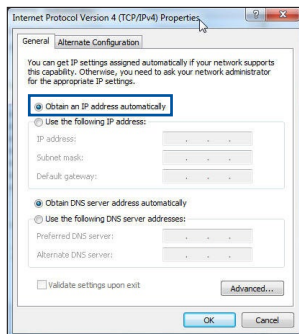 Internet Protocol Version 4 (TCP/IPv4) Properties
General
Alternate Configuration
You can get IP settings assigned automatically if your network supports
this capability. Otherwise, you need to ask your network administrator
for the appropriate IP settings.
Obtain an IP address automatically
Use the following IP address:
IP address:
Subnet mask:
Default gateway:
Obtain DNS server address automatically
Use the following DNS server addresses:
Preferred DNS server:
Alternate DNS server:
Validate settings upon exit
Advanced...
OK
Cancel